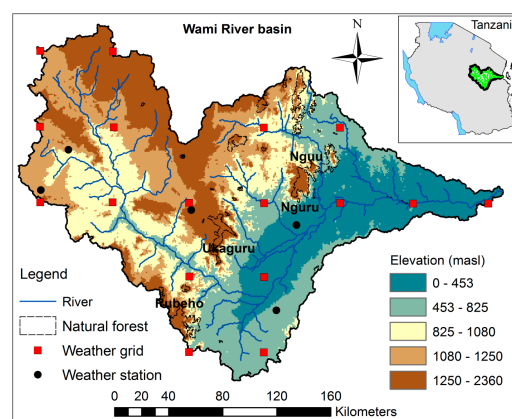 Wami River basin
N
Tanzani
Nguu
Nguru
Ukaguru
Rubeho
Legend
River
Natural forest
Weather grid
Weather station
Elevation (masl)
0 - 453
453 - 825
825 - 1080
1080 - 1250
1250 - 2360
0 20 40 80 120 160
Kilometers